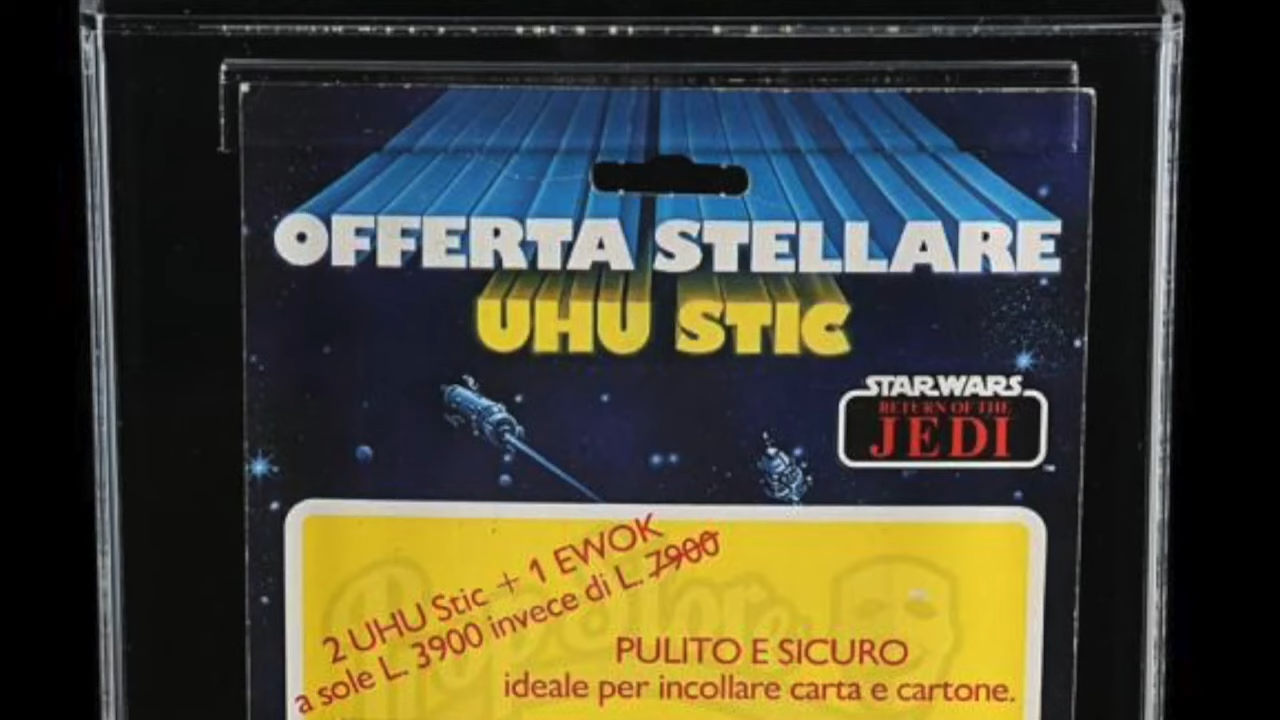 OFFERTA STELLARE
UHU STIC
STAR WARS
RETURN OF THE
JEDI
2 UHU Stic + 1 EWOK
a sole L. 3900 invece di L. 7900
PULITO E SICURO
ideale per incollare carta e cartone.